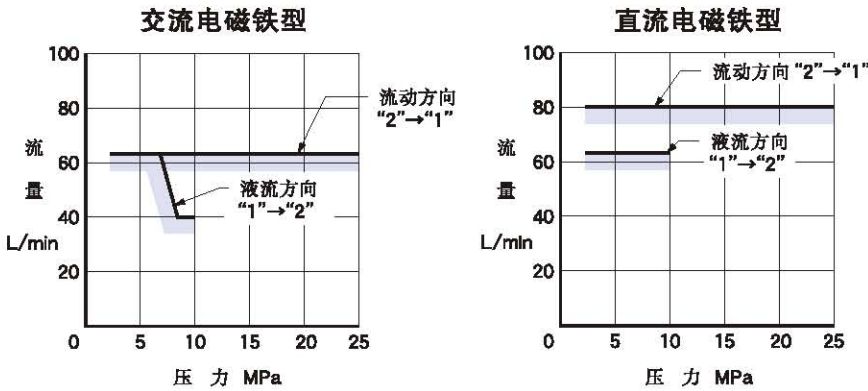 交流电磁铁型
100
80
60
40
20
0
5
10
15
20
25
流
量
L/min
压 力 MPa
流动方向
“2”→“1”
液流方向
“1”→“2”
直流电磁铁型
100
80
60
40
20
0
5
10
15
20
25
流
量
L/mln
压 力 MPa
流动方向 “2”→“1”
液流方向
“1”→“2”